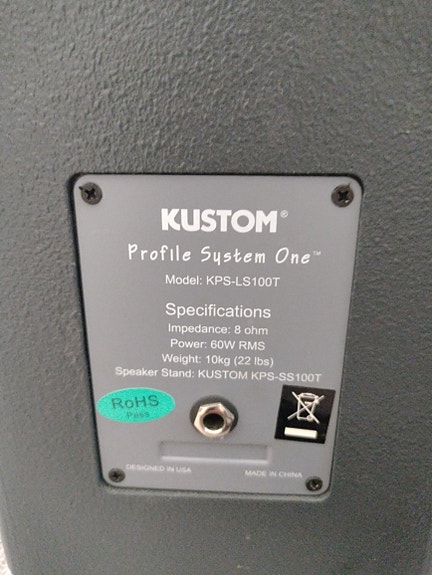 KUSTOM®
Profile System One™
Model: KPS-LS100T
Specifications
Impedance: 8 ohm
Power: 60W RMS
Weight: 10kg (22 lbs)
Speaker Stand: KUSTOM KPS-SS100T
RoHS
Pass
DESIGNED IN USA
MADE IN CHINA